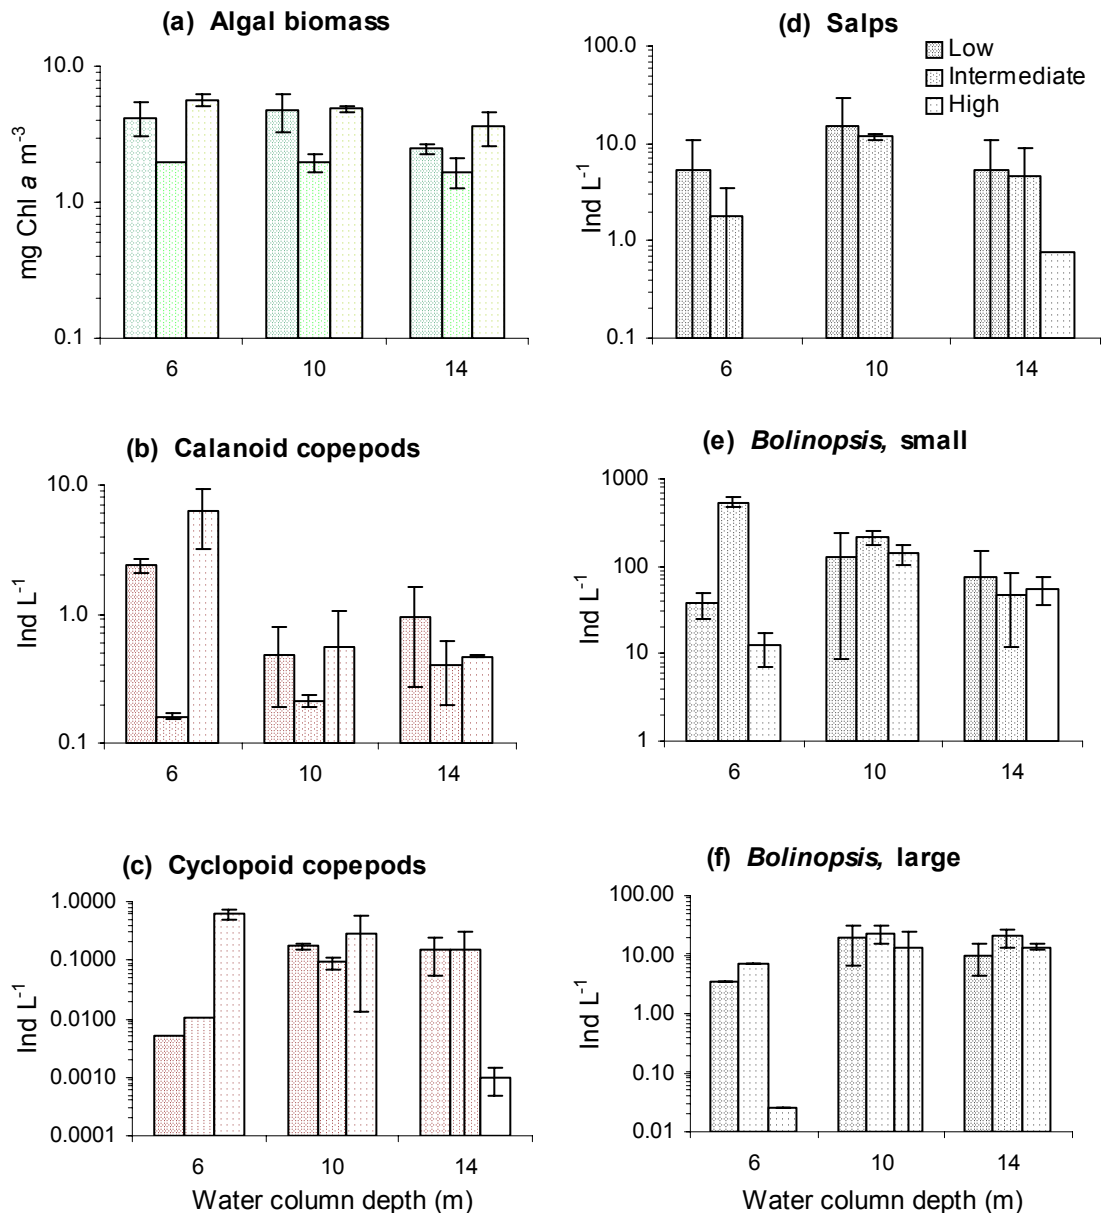 (a) Algal biomass
mg Chl a m-3
10.0
1.0
0.1
6 10 14
(b) Calanoid copepods
Ind L-1
10.0
1.0
0.1
6 10 14
(c) Cyclopoid copepods
Ind L-1
1.0000
0.1000
0.0100
0.0010
0.0001
6 10 14
Water column depth (m)
(d) Salps
Low
Intermediate
High
Ind L-1
100.0
10.0
1.0
0.1
6 10 14
(e) Bolinopsis, small
Ind L-1
1000
100
10
1
6 10 14
(f) Bolinopsis, large
Ind L-1
100.00
10.00
1.00
0.10
0.01
6 10 14
Water column depth (m)